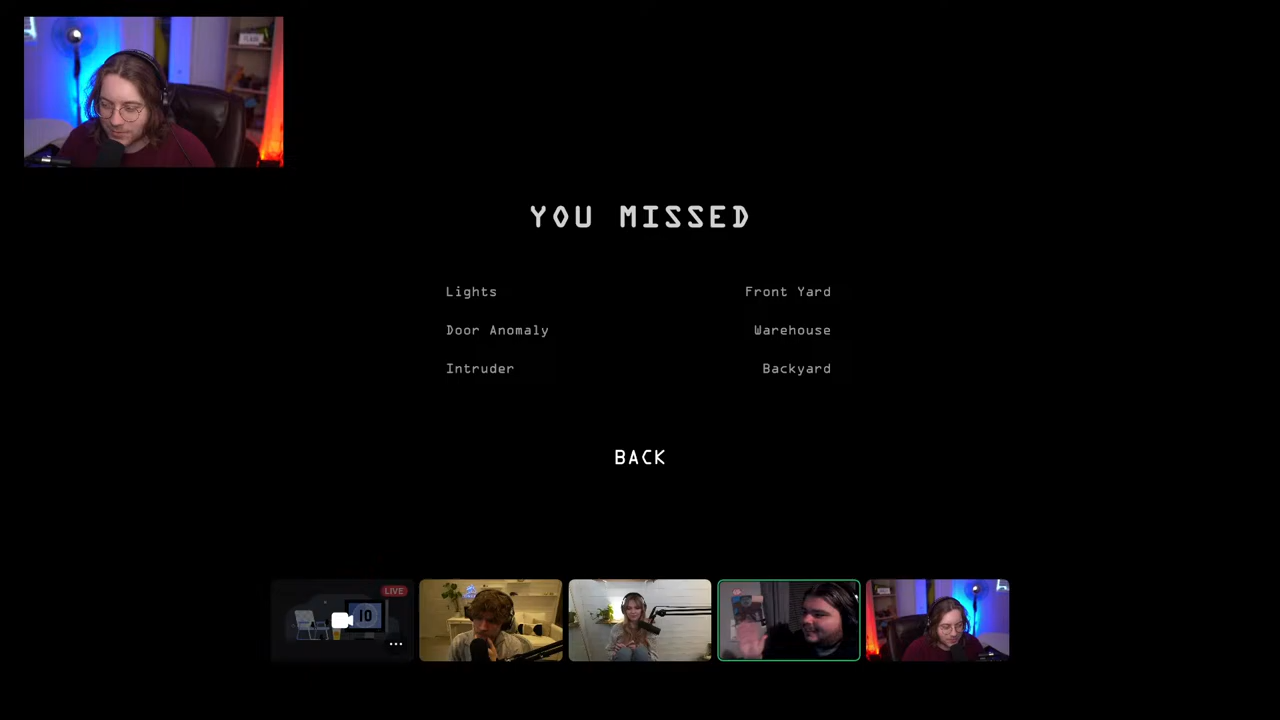 YOU MISSED
Lights Front Yard
Door Anomaly Warehouse
Intruder Backyard
BACK
LIVE
10